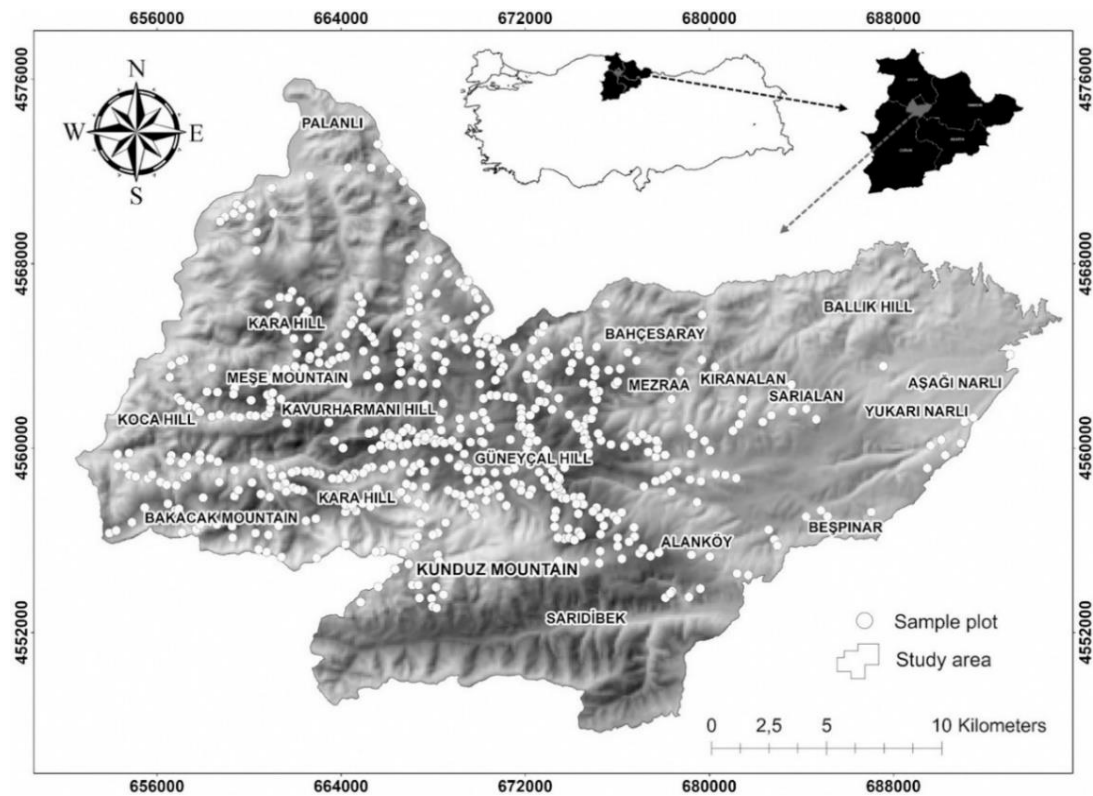 656000 664000 672000 680000 688000
4576000 4576000
N
W E
S
PALANLI
4568000 4568000
BALLIK HILL
KARA HILL
BAHÇESARAY
MEŞE MOUNTAIN
MEZRAA
KIRANALAN
AŞAĞI NARLI
SARIALAN
KOCA HILL
KAVURHARMANI HILL
YUKARI NARLI
4560000 4560000
GÜNEYÇAL HILL
KARA HILL
BAKACAK MOUNTAIN
BEŞPINAR
ALANKÖY
KUNDUZ MOUNTAIN
SARIDİBEK
4552000 4552000
Sample plot
Study area
0 2,5 5 10 Kilometers
656000 664000 672000 680000 688000